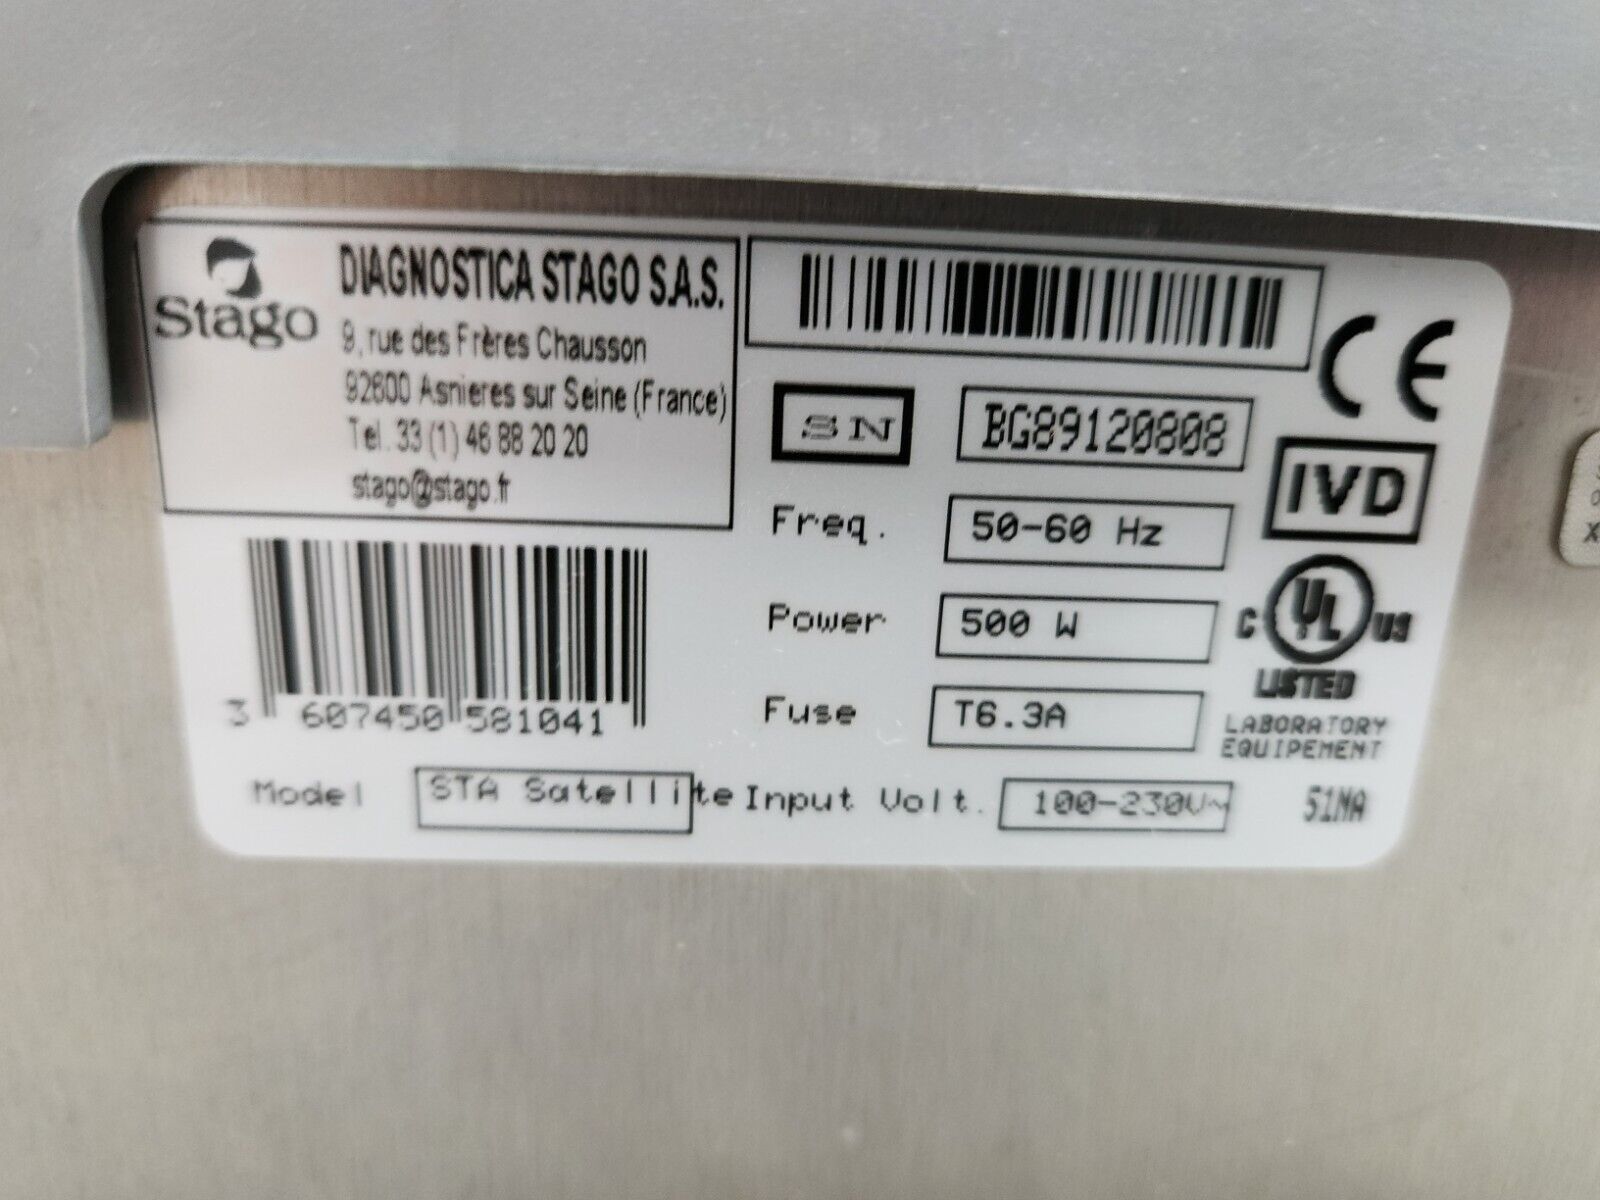 Stago
DIAGNOSTICA STAGO S.A.S.
9, rue des Frères Chausson
92600 Asnieres sur Seine (France)
Tel. 33 (1) 46 88 20 20
stago@stago.fr
SN BG89120808
CE
IVD
Freq. 50-60 Hz
Power 500 W
Fuse T6.3A
C UL US
LISTED
LABORATORY
EQUIPEMENT
51NA
3 607450 581041
Model STA Satellite Input Volt. 100-230V~